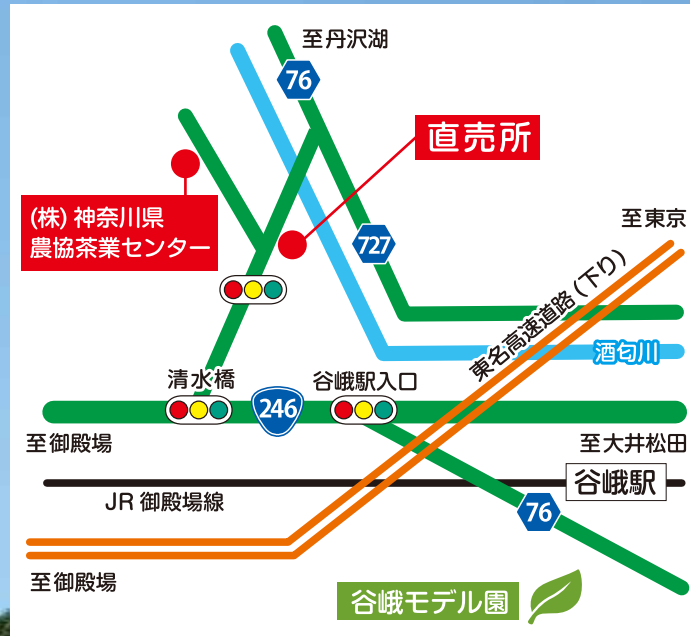 至丹沢湖
76
直売所
(株)神奈川県
農協茶業センター
727
至東京
東名高速道路(下り)
酒匂川
清水橋
246
谷峨駅入口
至御殿場
至大井松田
谷峨駅
JR御殿場線
76
至御殿場
谷峨モデル園